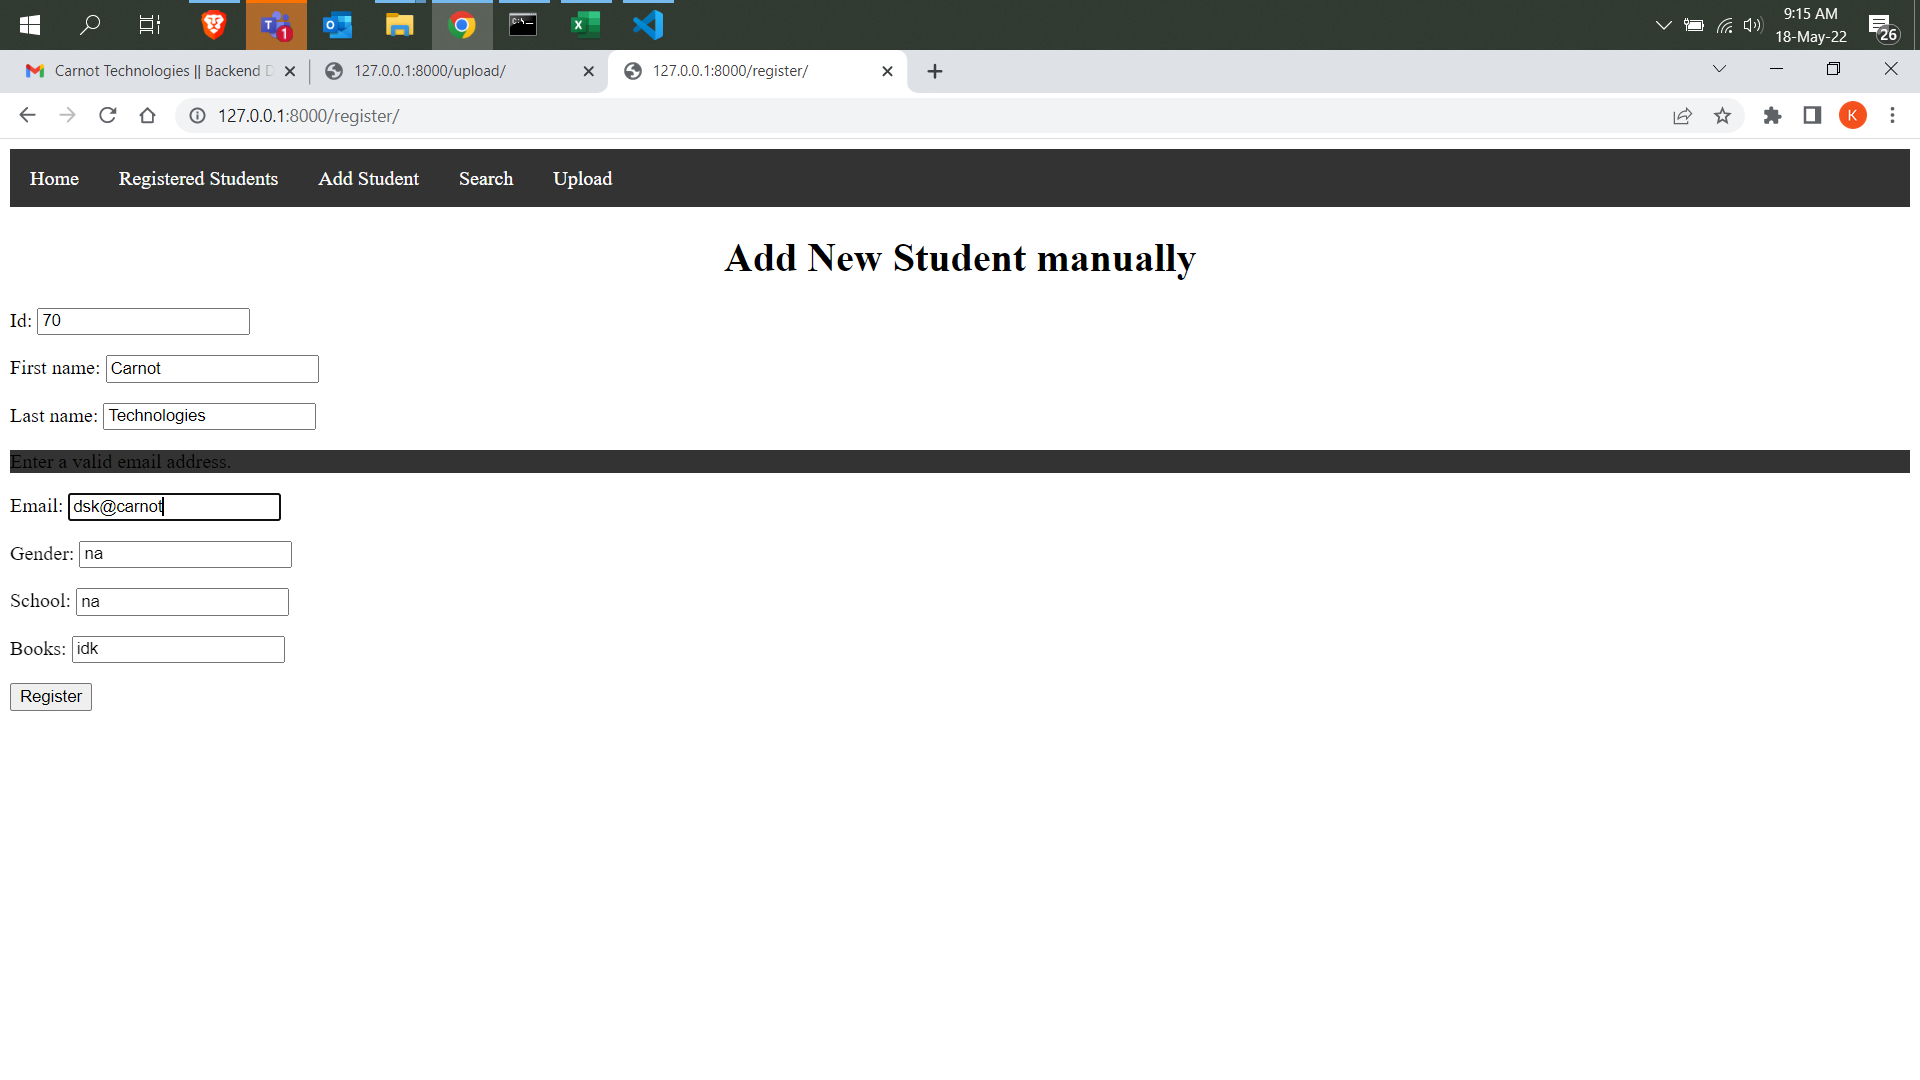 9:15 AM
18-May-22
1
26
Carnot Technologies || Backend D
127.0.0.1:8000/upload/
127.0.0.1:8000/register/
127.0.0.1:8000/register/
K
Home Registered Students Add Student Search Upload
Add New Student manually
Id: 70
First name: Carnot
Last name: Technologies
Enter a valid email address.
Email: dsk@carnot
Gender: na
School: na
Books: idk
Register